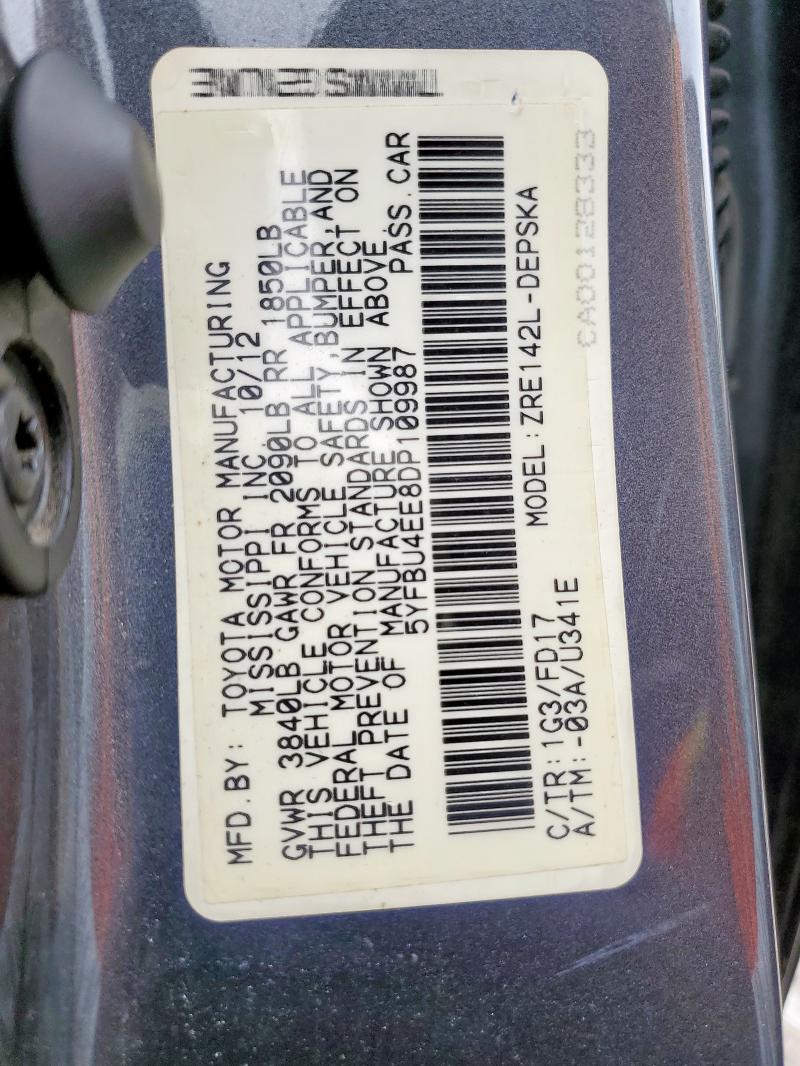 MFD.BY: TOYOTA MOTOR MANUFACTURING
MISSISSIPPI INC 10/12
GVWR 3840LB GAWR FR 2090LB RR 1850LB
THIS VEHICLE CONFORMS TO ALL APPLICABLE
FEDERAL MOTOR VEHICLE SAFETY,BUMPER,AND
THEFT PREVENTION STANDARDS IN EFFECT ON
THE DATE OF MANUFACTURE SHOWN ABOVE.
5YFBU4EE8DP109987 PASS.CAR
MODEL:ZRE142L-DEPSKA
C/TR:1G3/FD17
A/TM:-03A/U341E
CA00128333